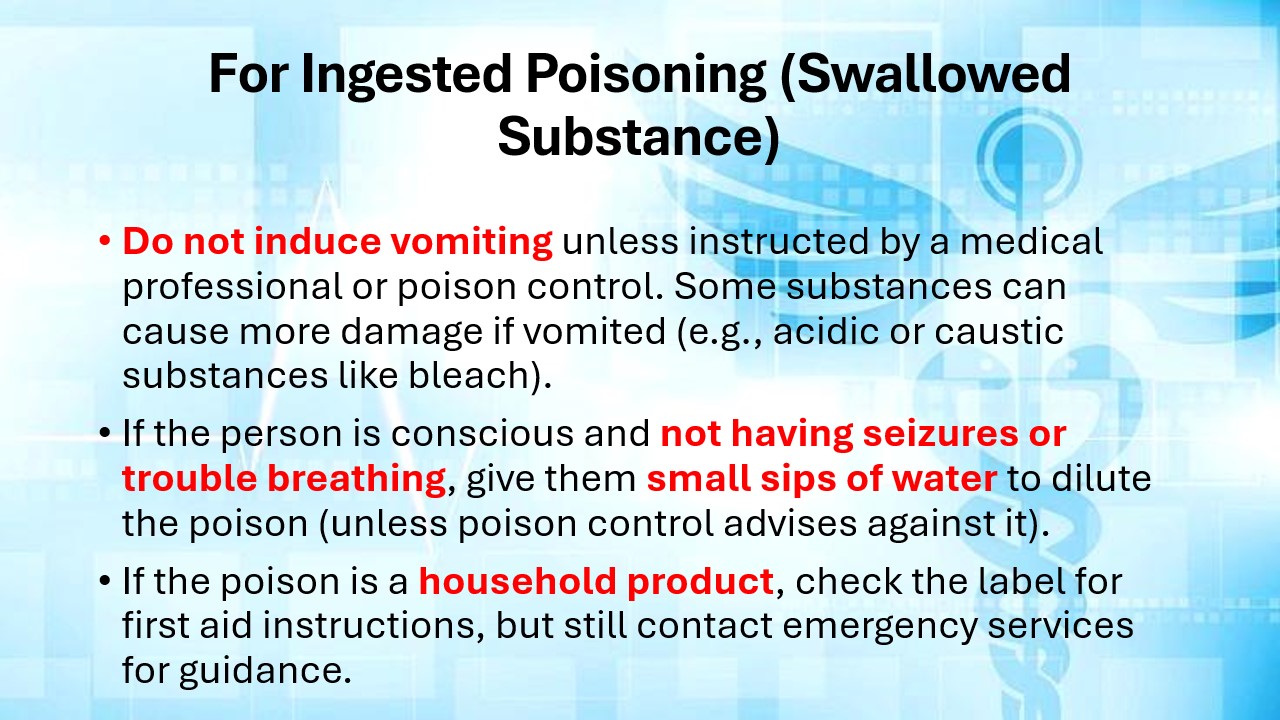 For Ingested Poisoning (Swallowed
Substance)
• Do not induce vomiting unless instructed by a medical
professional or poison control. Some substances can
cause more damage if vomited (e.g., acidic or caustic
substances like bleach).
• If the person is conscious and not having seizures or
trouble breathing, give them small sips of water to dilute
the poison (unless poison control advises against it).
• If the poison is a household product, check the label for
first aid instructions, but still contact emergency services
for guidance.